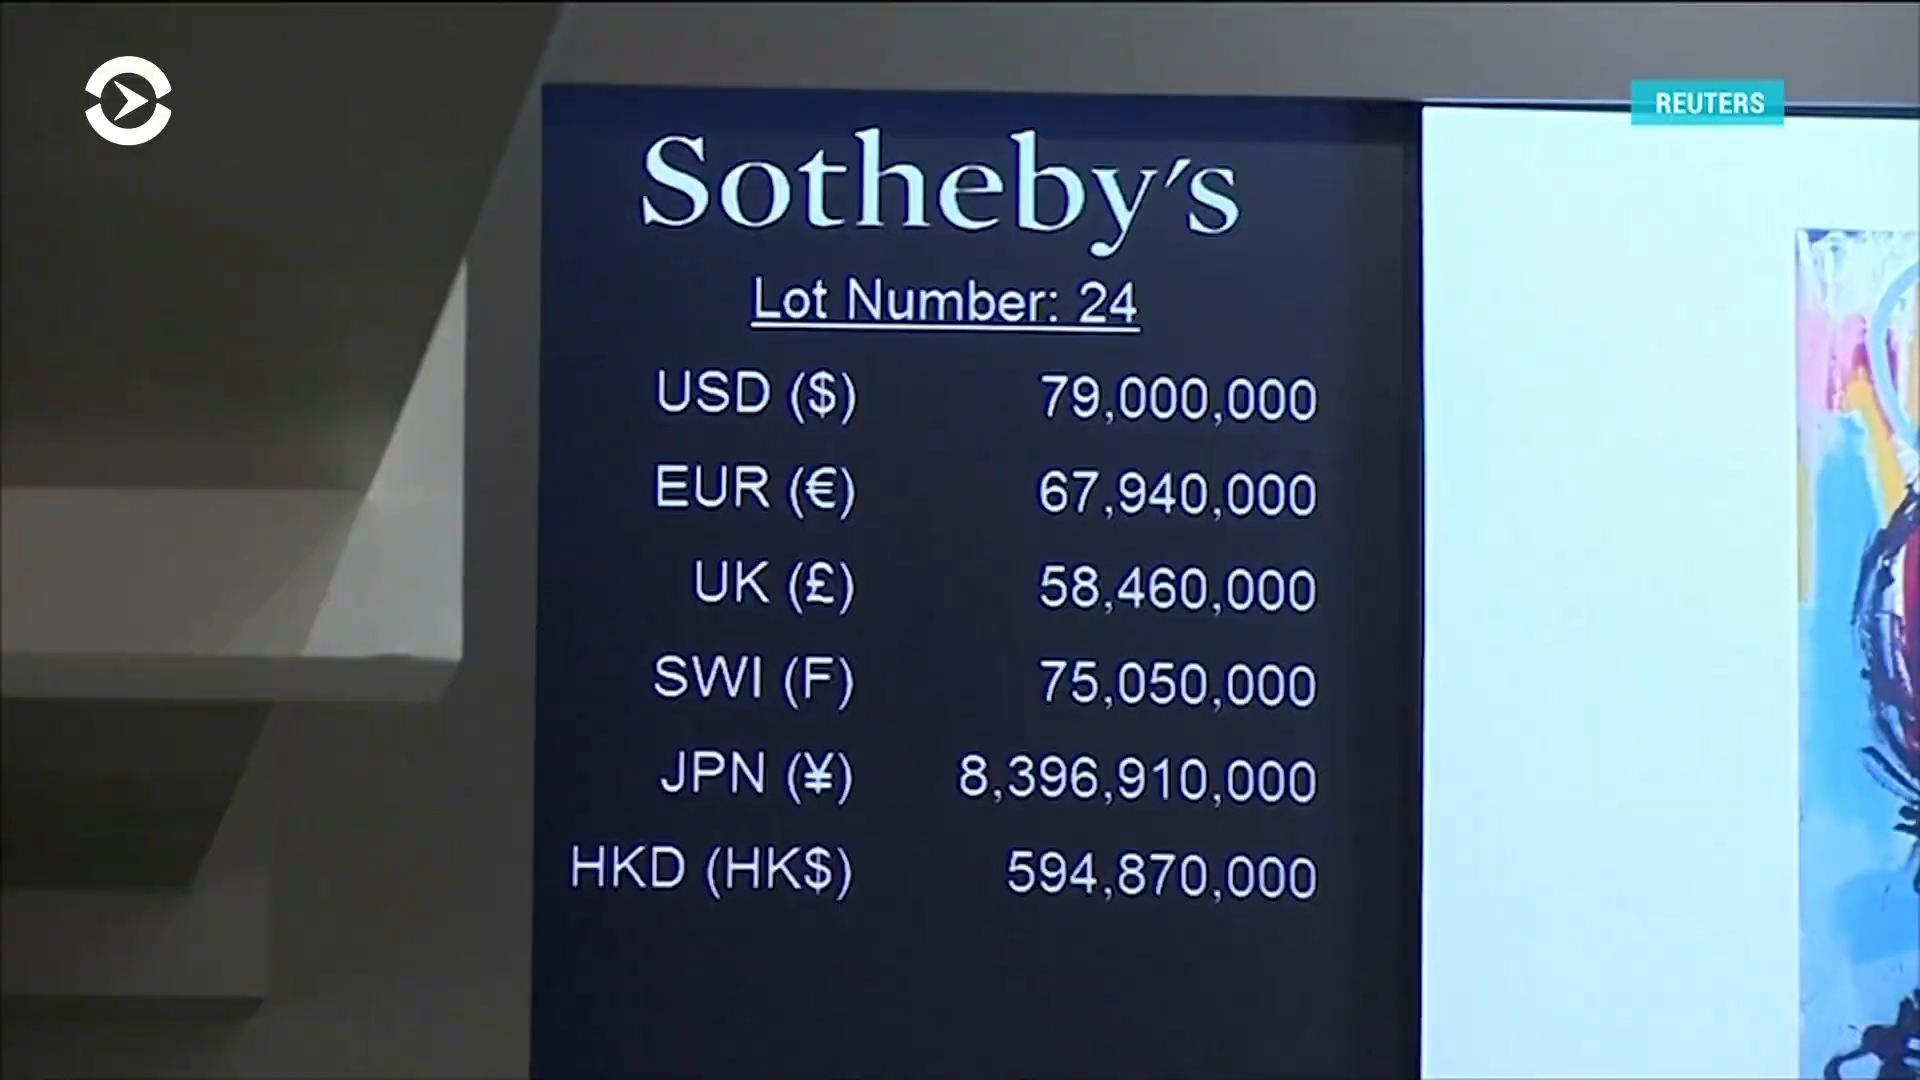 REUTERS
Sotheby's
Lot Number: 24
USD ($) 79,000,000
EUR (€) 67,940,000
UK (£) 58,460,000
SWI (F) 75,050,000
JPN (¥) 8,396,910,000
HKD (HK$) 594,870,000